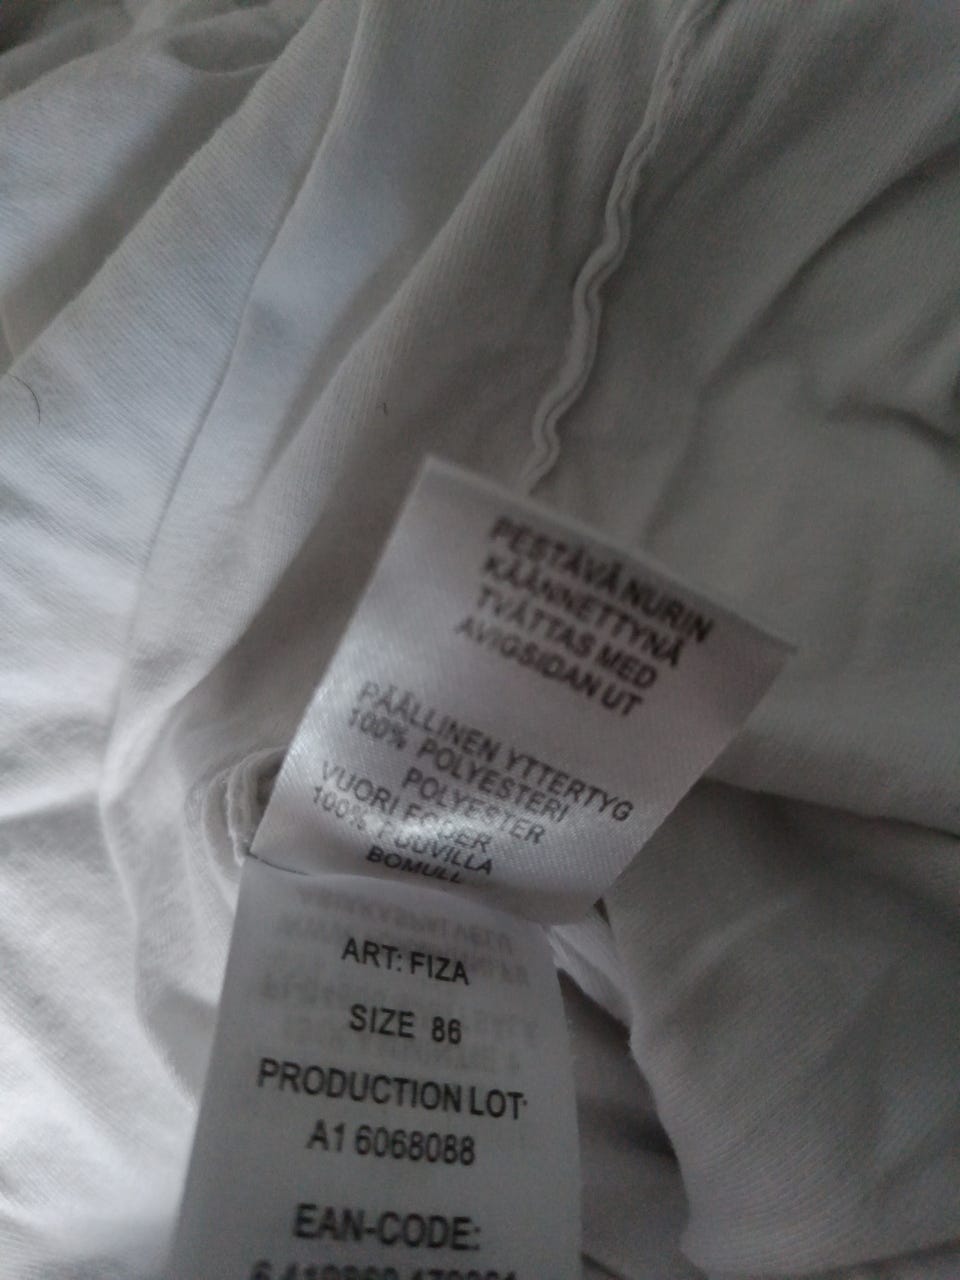 PESTÄVÄ NURIN
KÄÄNNETTYNÄ
TVÄTTAS MED
AVIGSIDAN UT
PÄÄLLINEN YTTERTYG
100% POLYESTERI
POLYESTER
VUORI FODER
100% PUUVILLA
BOMULL
ART: FIZA
SIZE 86
PRODUCTION LOT:
A1 6068088
EAN-CODE: